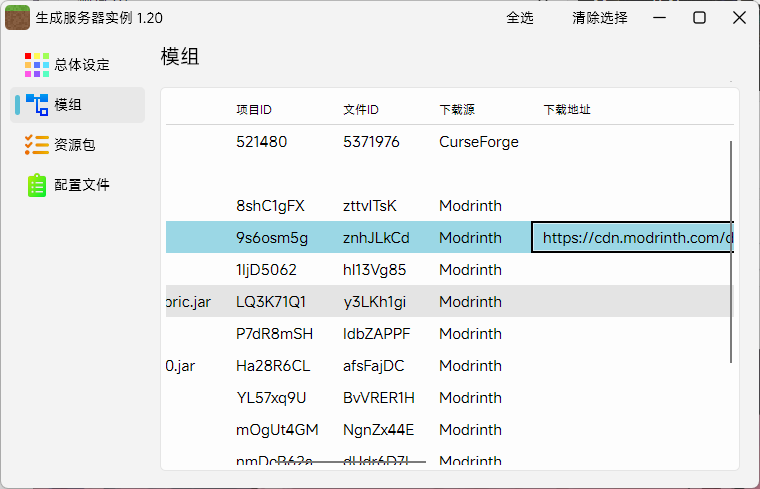 生成服务器实例 1.20 全选 清除选择
总体设定
模组
资源包
配置文件
模组
项目ID 文件ID 下载源 下载地址
521480 5371976 CurseForge
8shC1gFX zttvlTsK Modrinth
9s6osm5g znhJLkCd Modrinth https://cdn.modrinth.com/d
1ljD5062 hl13Vg85 Modrinth
oric.jar LQ3K71Q1 y3LKh1gi Modrinth
P7dR8mSH ldbZAPPF Modrinth
0.jar Ha28R6CL afsFajDC Modrinth
YL57xq9U BvVRER1H Modrinth
mOgUt4GM NgnZx44E Modrinth
Modrinth